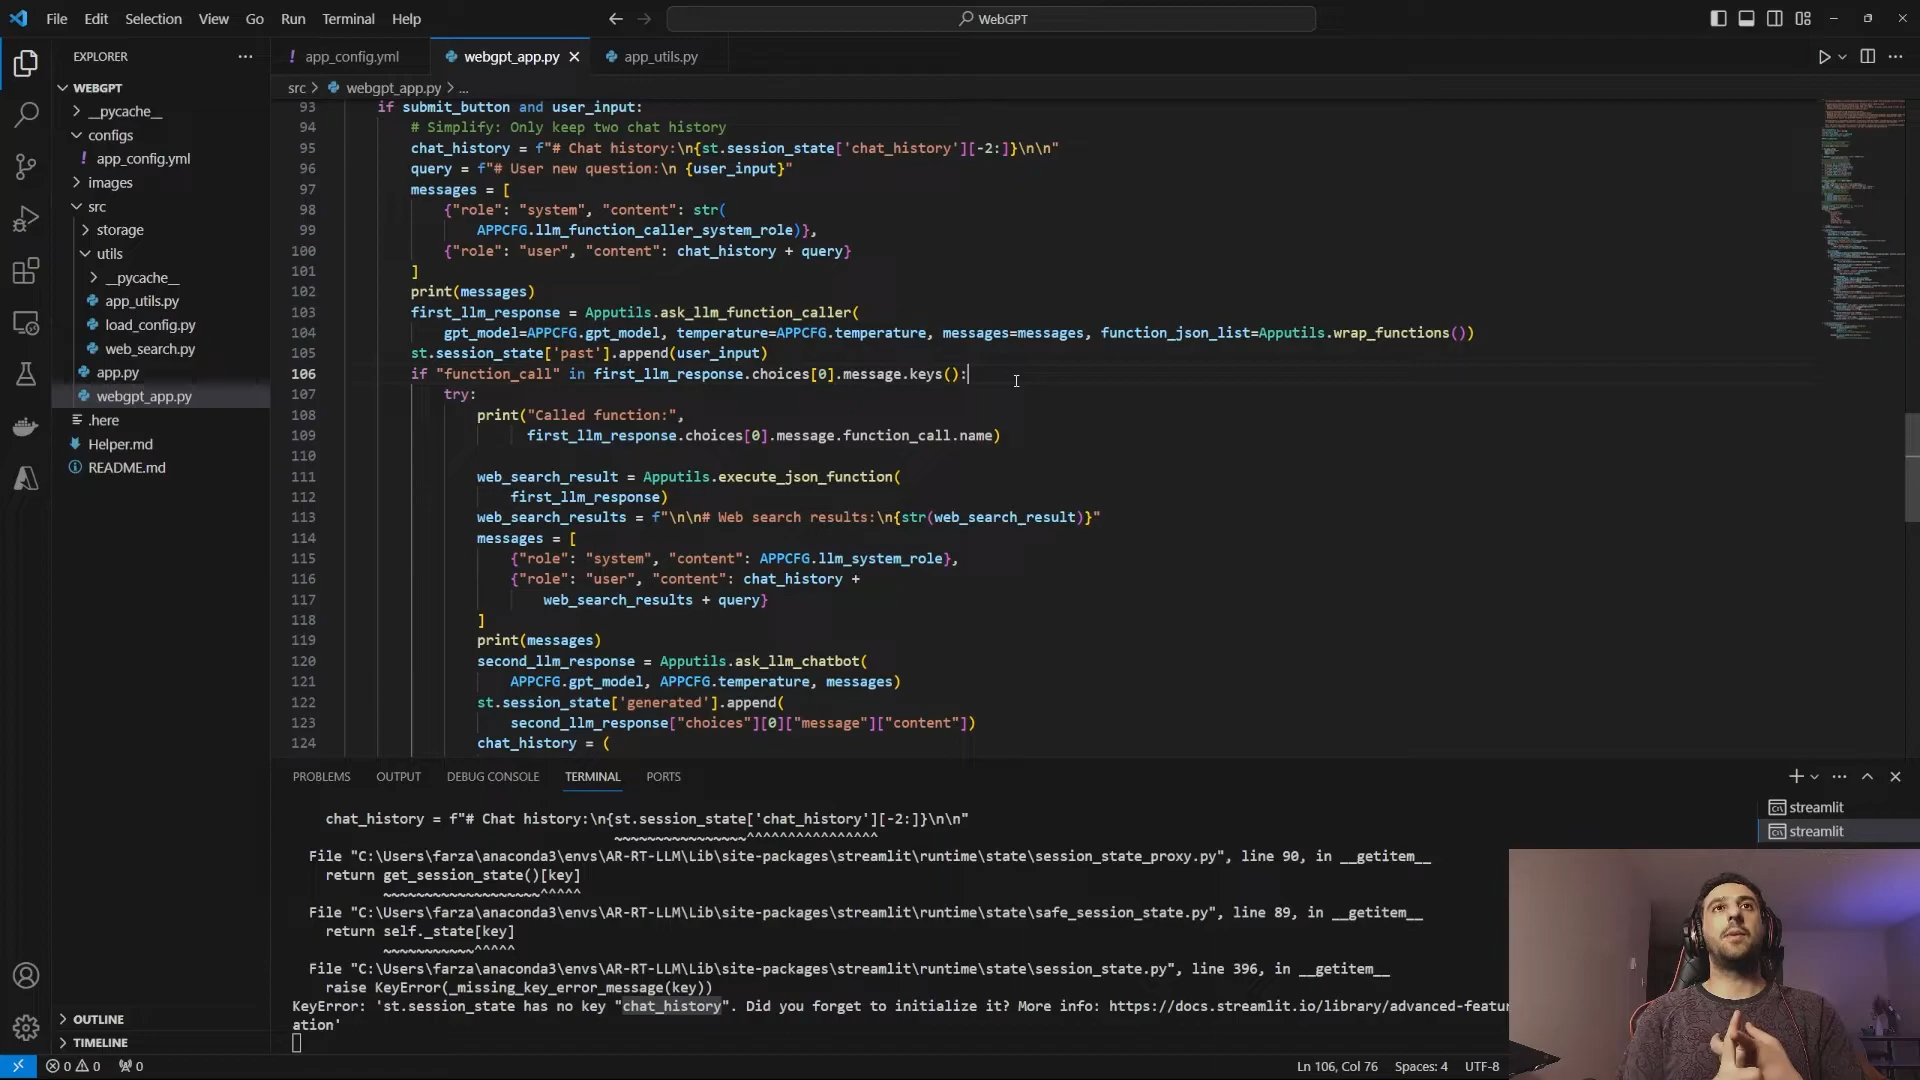 File Edit Selection View Go Run Terminal Help
WebGPT
EXPLORER
app_config.yml
webgpt_app.py
app_utils.py
src > webgpt_app.py > ...
WEBGPT
__pycache__
configs
app_config.yml
images
src
storage
utils
__pycache__
app_utils.py
load_config.py
web_search.py
app.py
webgpt_app.py
.here
Helper.md
README.md
OUTLINE
TIMELINE
93 if submit_button and user_input:
94 # Simplify: Only keep two chat history
95 chat_history = f"# Chat history:\n{st.session_state['chat_history'][-2:]}\n\n"
96 query = f"# User new question:\n {user_input}"
97 messages = [
98 {"role": "system", "content": str(
99 APPCFG.llm_function_caller_system_role)},
100 {"role": "user", "content": chat_history + query}
101 ]
102 print(messages)
103 first_llm_response = Apputils.ask_llm_function_caller(
104 gpt_model=APPCFG.gpt_model, temperature=APPCFG.temperature, messages=messages, function_json_list=Apputils.wrap_functions())
105 st.session_state['past'].append(user_input)
106 if "function_call" in first_llm_response.choices[0].message.keys():
107 try:
108 print("Called function:",
109 first_llm_response.choices[0].message.function_call.name)
110
111 web_search_result = Apputils.execute_json_function(
112 first_llm_response)
113 web_search_results = f"\n\n# Web search results:\n{str(web_search_result)}"
114 messages = [
115 {"role": "system", "content": APPCFG.llm_system_role},
116 {"role": "user", "content": chat_history +
117 web_search_results + query}
118 ]
119 print(messages)
120 second_llm_response = Apputils.ask_llm_chatbot(
121 APPCFG.gpt_model, APPCFG.temperature, messages)
122 st.session_state['generated'].append(
123 second_llm_response["choices"][0]["message"]["content"])
124 chat_history = (
PROBLEMS OUTPUT DEBUG CONSOLE TERMINAL PORTS
streamlit
streamlit
chat_history = f"# Chat history:\n{st.session_state['chat_history'][-2:]}\n\n"
~~~~~~~~~~~~~~~~^^^^^^^^^^^^^^^^
File "C:\Users\farza\anaconda3\envs\AR-RT-LLM\Lib\site-packages\streamlit\runtime\state\session_state_proxy.py", line 90, in __getitem__
return get_session_state()[key]
~~~~~~~~~~~~~~~~~~~^^^^^
File "C:\Users\farza\anaconda3\envs\AR-RT-LLM\Lib\site-packages\streamlit\runtime\state\safe_session_state.py", line 89, in __getitem__
return self._state[key]
~~~~~~~~~~~^^^^^
File "C:\Users\farza\anaconda3\envs\AR-RT-LLM\Lib\site-packages\streamlit\runtime\state\session_state.py", line 396, in __getitem__
raise KeyError(_missing_key_error_message(key))
KeyError: 'st.session_state has no key "chat_history". Did you forget to initialize it? More info: https://docs.streamlit.io/library/advanced-featur
ation'
0 0 0
Ln 106, Col 76 Spaces: 4 UTF-8